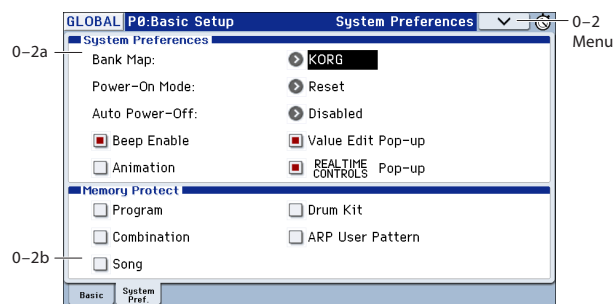 GLOBAL P0:Basic Setup System Preferences
0–2
Menu
0–2a
System Preferences
Bank Map: KORG
Power-On Mode: Reset
Auto Power-Off: Disabled
Beep Enable Value Edit Pop-up
Animation REALTIME CONTROLS Pop-up
Memory Protect
Program Drum Kit
Combination ARP User Pattern
0–2b
Song
Basic System Pref.